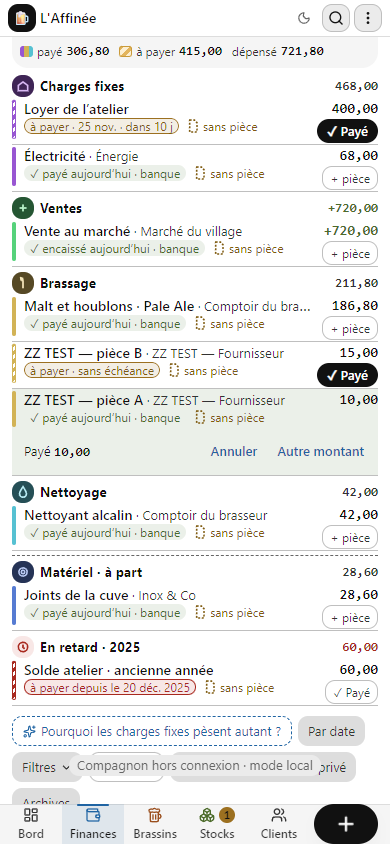 L'Affinée
payé 306,80 à payer 415,00 dépensé 721,80
Charges fixes 468,00
Loyer de l'atelier 400,00
à payer · 25 nov. · dans 10 j sans pièce ✓ Payé
Électricité · Énergie 68,00
✓ payé aujourd'hui · banque sans pièce + pièce
Ventes +720,00
Vente au marché · Marché du village +720,00
✓ encaissé aujourd'hui · banque sans pièce + pièce
Brassage 211,80
Malt et houblons · Pale Ale · Comptoir du bra... 186,80
✓ payé aujourd'hui · banque sans pièce + pièce
ZZ TEST — pièce B · ZZ TEST — Fournisseur 15,00
à payer · sans échéance sans pièce ✓ Payé
ZZ TEST — pièce A · ZZ TEST — Fournisseur 10,00
✓ payé aujourd'hui · banque sans pièce
Payé 10,00 Annuler Autre montant
Nettoyage 42,00
Nettoyant alcalin · Comptoir du brasseur 42,00
✓ payé aujourd'hui · banque sans pièce + pièce
Matériel · à part 28,60
Joints de la cuve · Inox & Co 28,60
✓ payé aujourd'hui · banque sans pièce + pièce
En retard · 2025 60,00
Solde atelier · ancienne année 60,00
à payer depuis le 20 déc. 2025 sans pièce ✓ Payé
Pourquoi les charges fixes pèsent autant ? Par date
Filtres Compagnon hors connexion · mode local privé
Archives
Bord Finances Brassins Stocks 1 Clients +